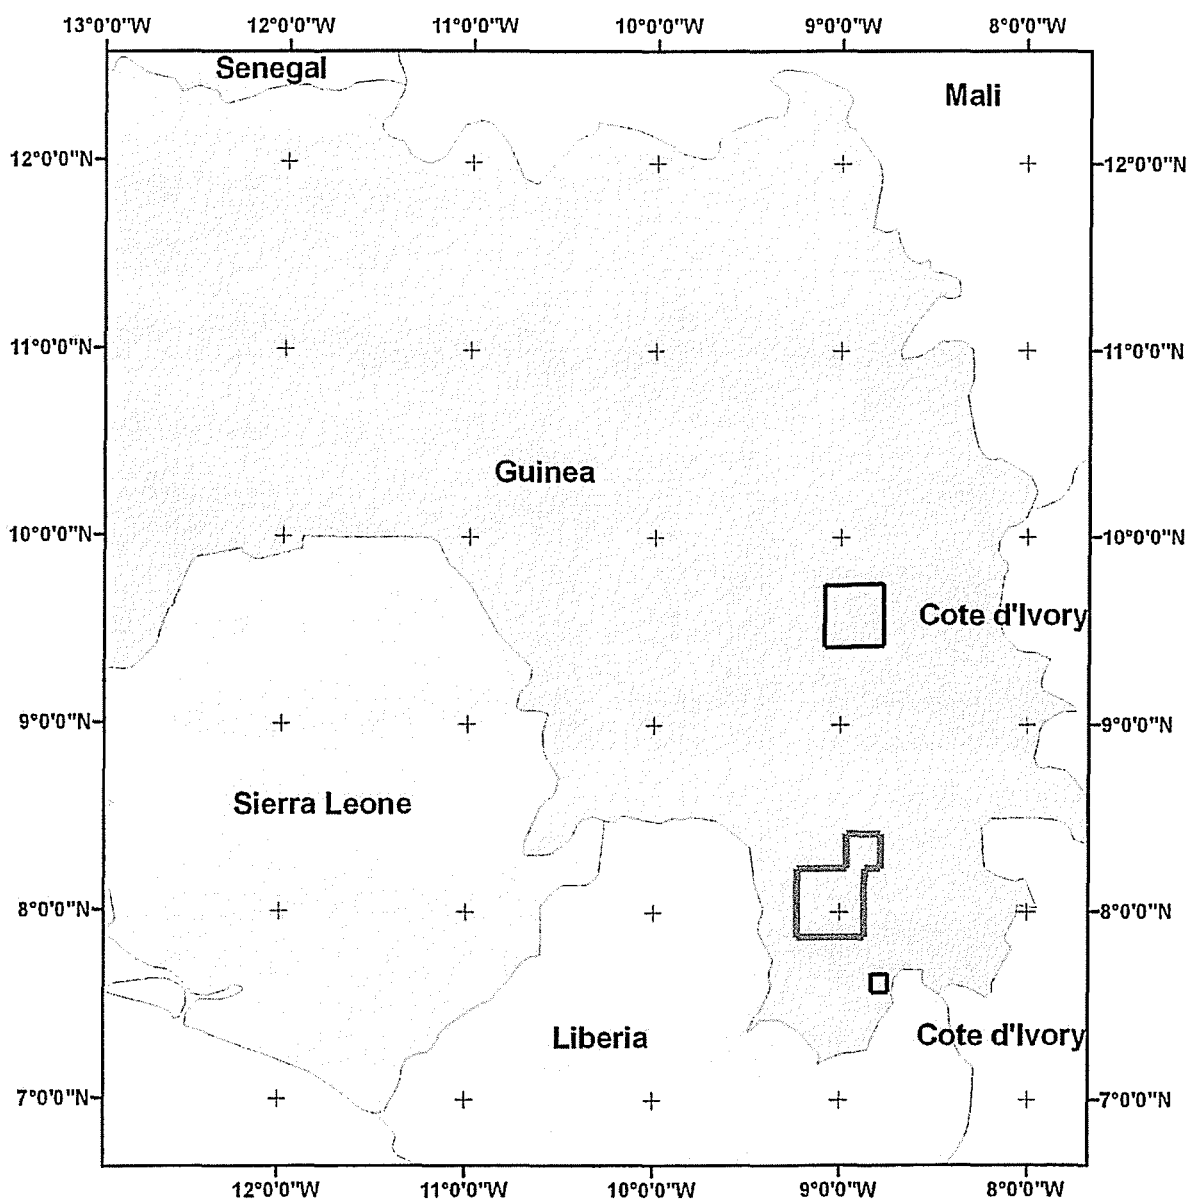 13°0'0"W 12°0'0"W 11°0'0"W 10°0'0"W 9°0'0"W 8°0'0"W
Senegal
Mali
12°0'0"N 12°0'0"N
11°0'0"N 11°0'0"N
Guinea
10°0'0"N 10°0'0"N
Cote d'Ivory
9°0'0"N 9°0'0"N
Sierra Leone
8°0'0"N 8°0'0"N
Liberia
Cote d'Ivory
7°0'0"N 7°0'0"N
12°0'0"W 11°0'0"W 10°0'0"W 9°0'0"W 8°0'0"W